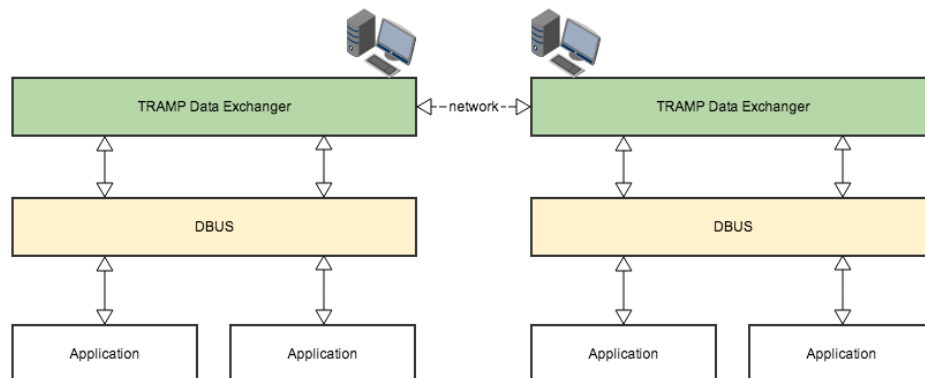 TRAMP Data Exchanger
network
TRAMP Data Exchanger
DBUS
DBUS
Application
Application
Application
Application